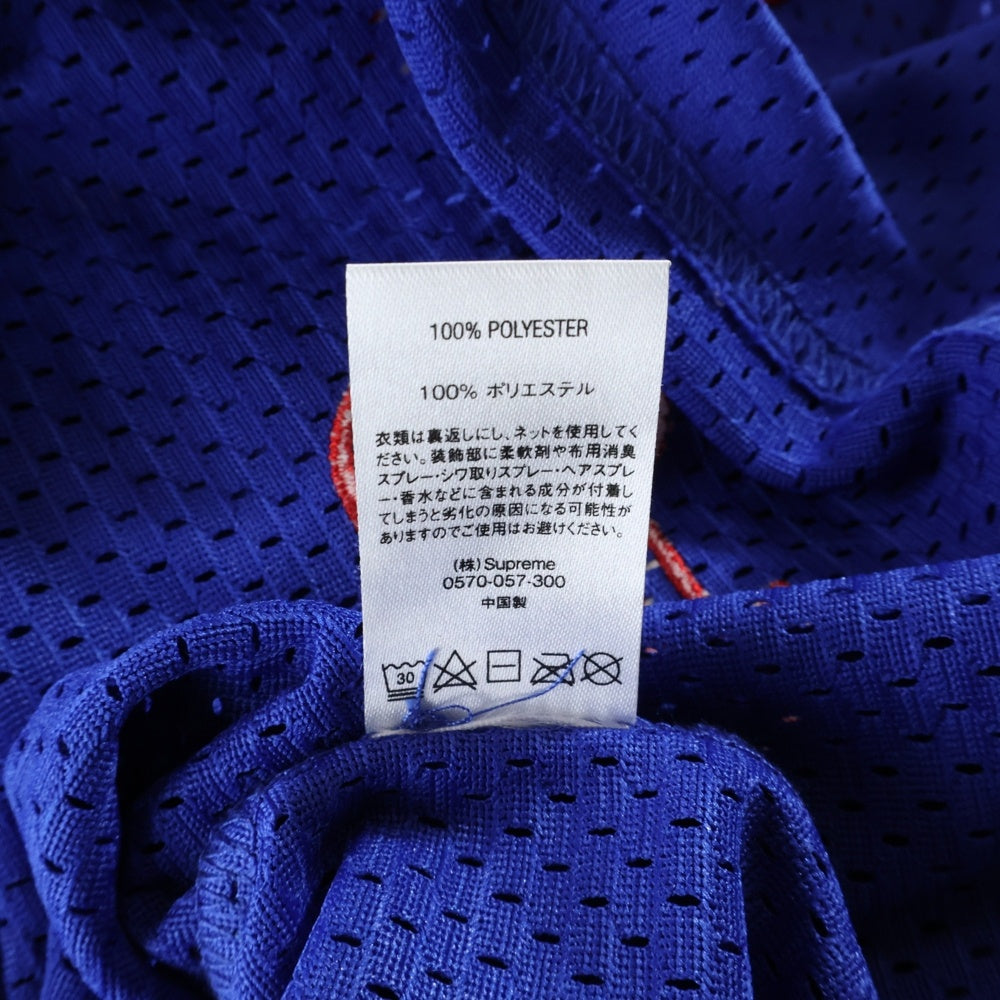 100% POLYESTER
100% ポリエステル
衣類は裏返しにし、ネットを使用してく
ださい。装飾部に柔軟剤や布用消臭
スプレー・シワ取りスプレー・ヘアスプレ
ー・香水などに含まれる成分が付着し
てしまうと劣化の原因になる可能性が
ありますのでご使用はお避けください。
(株)Supreme
0570-057-300
中国製
30